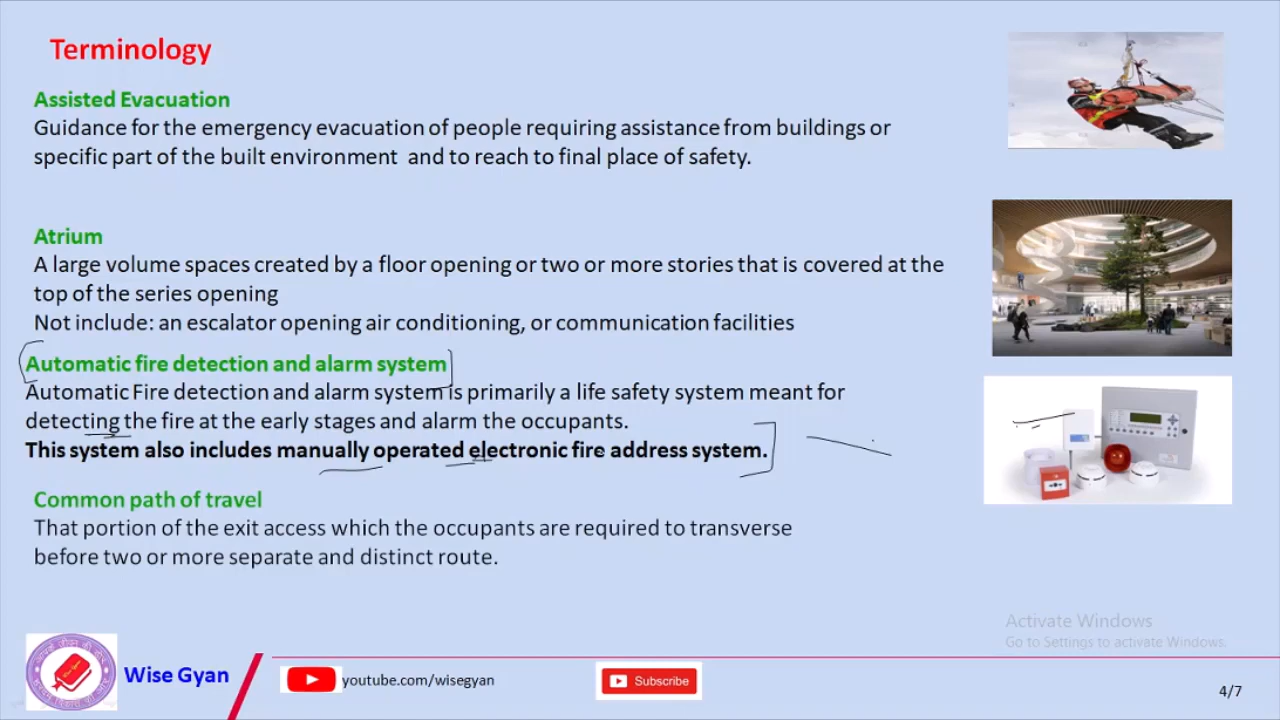 Terminology
Assisted Evacuation
Guidance for the emergency evacuation of people requiring assistance from buildings or
specific part of the built environment and to reach to final place of safety.
Atrium
A large volume spaces created by a floor opening or two or more stories that is covered at the
top of the series opening
Not include: an escalator opening air conditioning, or communication facilities
Automatic fire detection and alarm system
Automatic Fire detection and alarm system is primarily a life safety system meant for
detecting the fire at the early stages and alarm the occupants.
This system also includes manually operated electronic fire address system.
Common path of travel
That portion of the exit access which the occupants are required to transverse
before two or more separate and distinct route.
Activate Windows
Go to Settings to activate Windows.
Wise Gyan
youtube.com/wisegyan
Subscribe
4/7